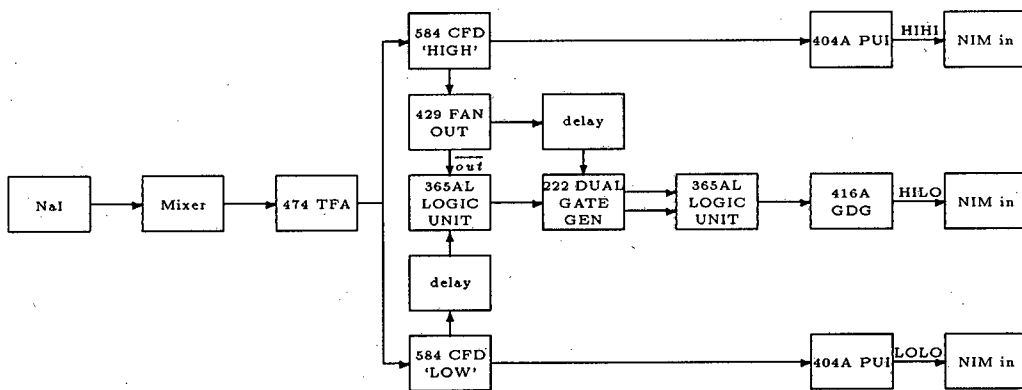 584 CFD
'HIGH'
404A PUI
HIHI
NIM in
429 FAN
OUT
delay
out
NaI
Mixer
474 TFA
365AL
LOGIC
UNIT
222 DUAL
GATE
GEN
365AL
LOGIC
UNIT
416A
GDG
HILO
NIM in
delay
584 CFD
'LOW'
404A PUI
LOLO
NIM in